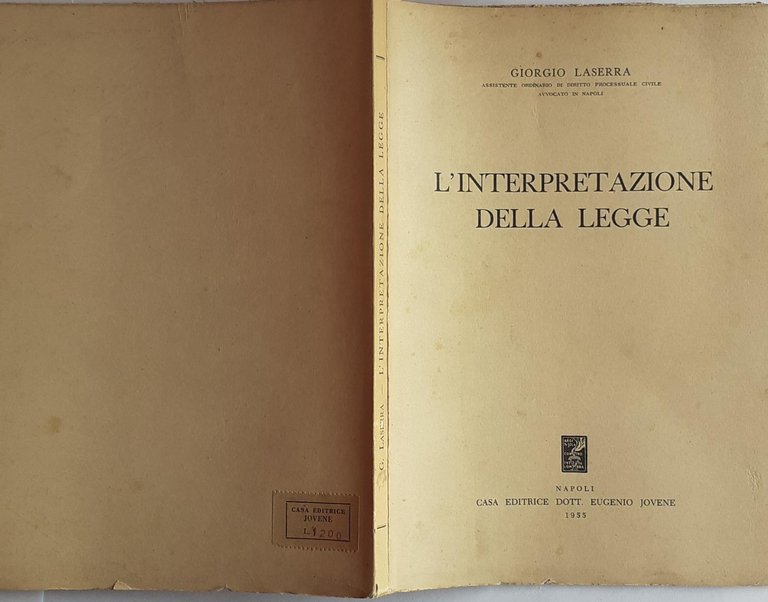 GIORGIO LASERRA
ASSISTENTE ORDINARIO DI DIRITTO PROCESSUALE CIVILE
AVVOCATO IN NAPOLI
L'INTERPRETAZIONE
DELLA LEGGE
NAPOLI
CASA EDITRICE DOTT. EUGENIO JOVENE
1955
G. LASERRA — L'INTERPRETAZIONE DELLA LEGGE
CASA EDITRICE
JOVENE
L. 1200